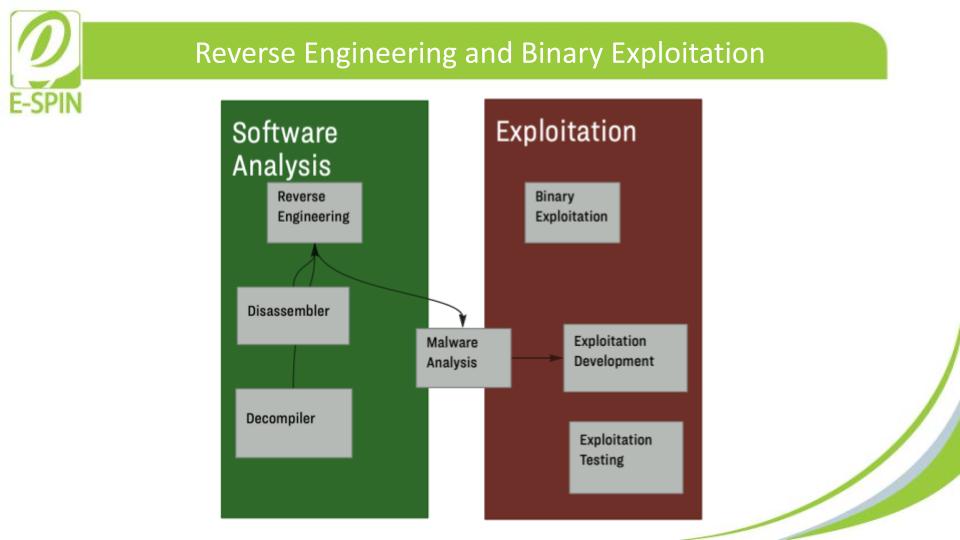 Reverse Engineering and Binary Exploitation
E-SPIN
Software
Analysis
Reverse
Engineering
Disassembler
Decompiler
Malware
Analysis
Exploitation
Binary
Exploitation
Exploitation
Development
Exploitation
Testing